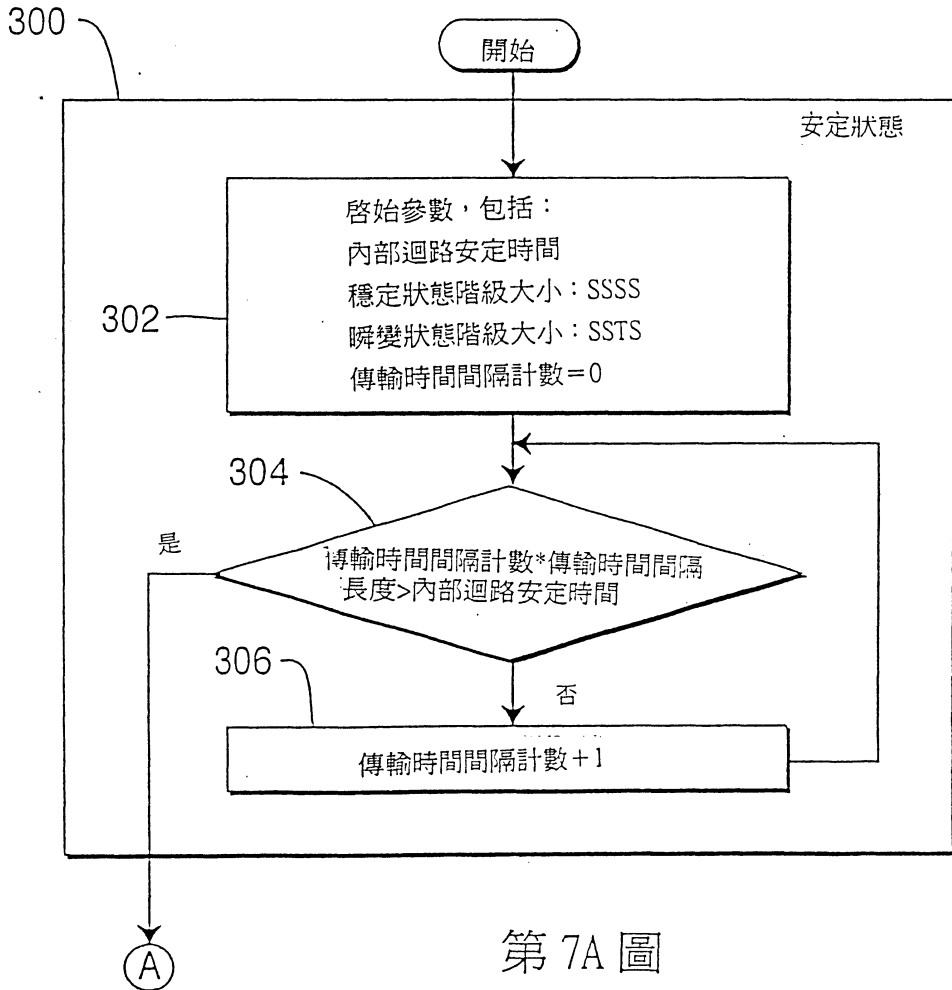 300
開始
安定狀態
啓始參數，包括：
內部迴路安定時間
穩定狀態階級大小：SSSS
302
瞬變狀態階級大小：SSTS
傳輸時間間隔計數＝0
304
是
傳輸時間間隔計數*傳輸時間間隔
長度>內部迴路安定時間
306
否
傳輸時間間隔計數＋1
A
第 7A 圖